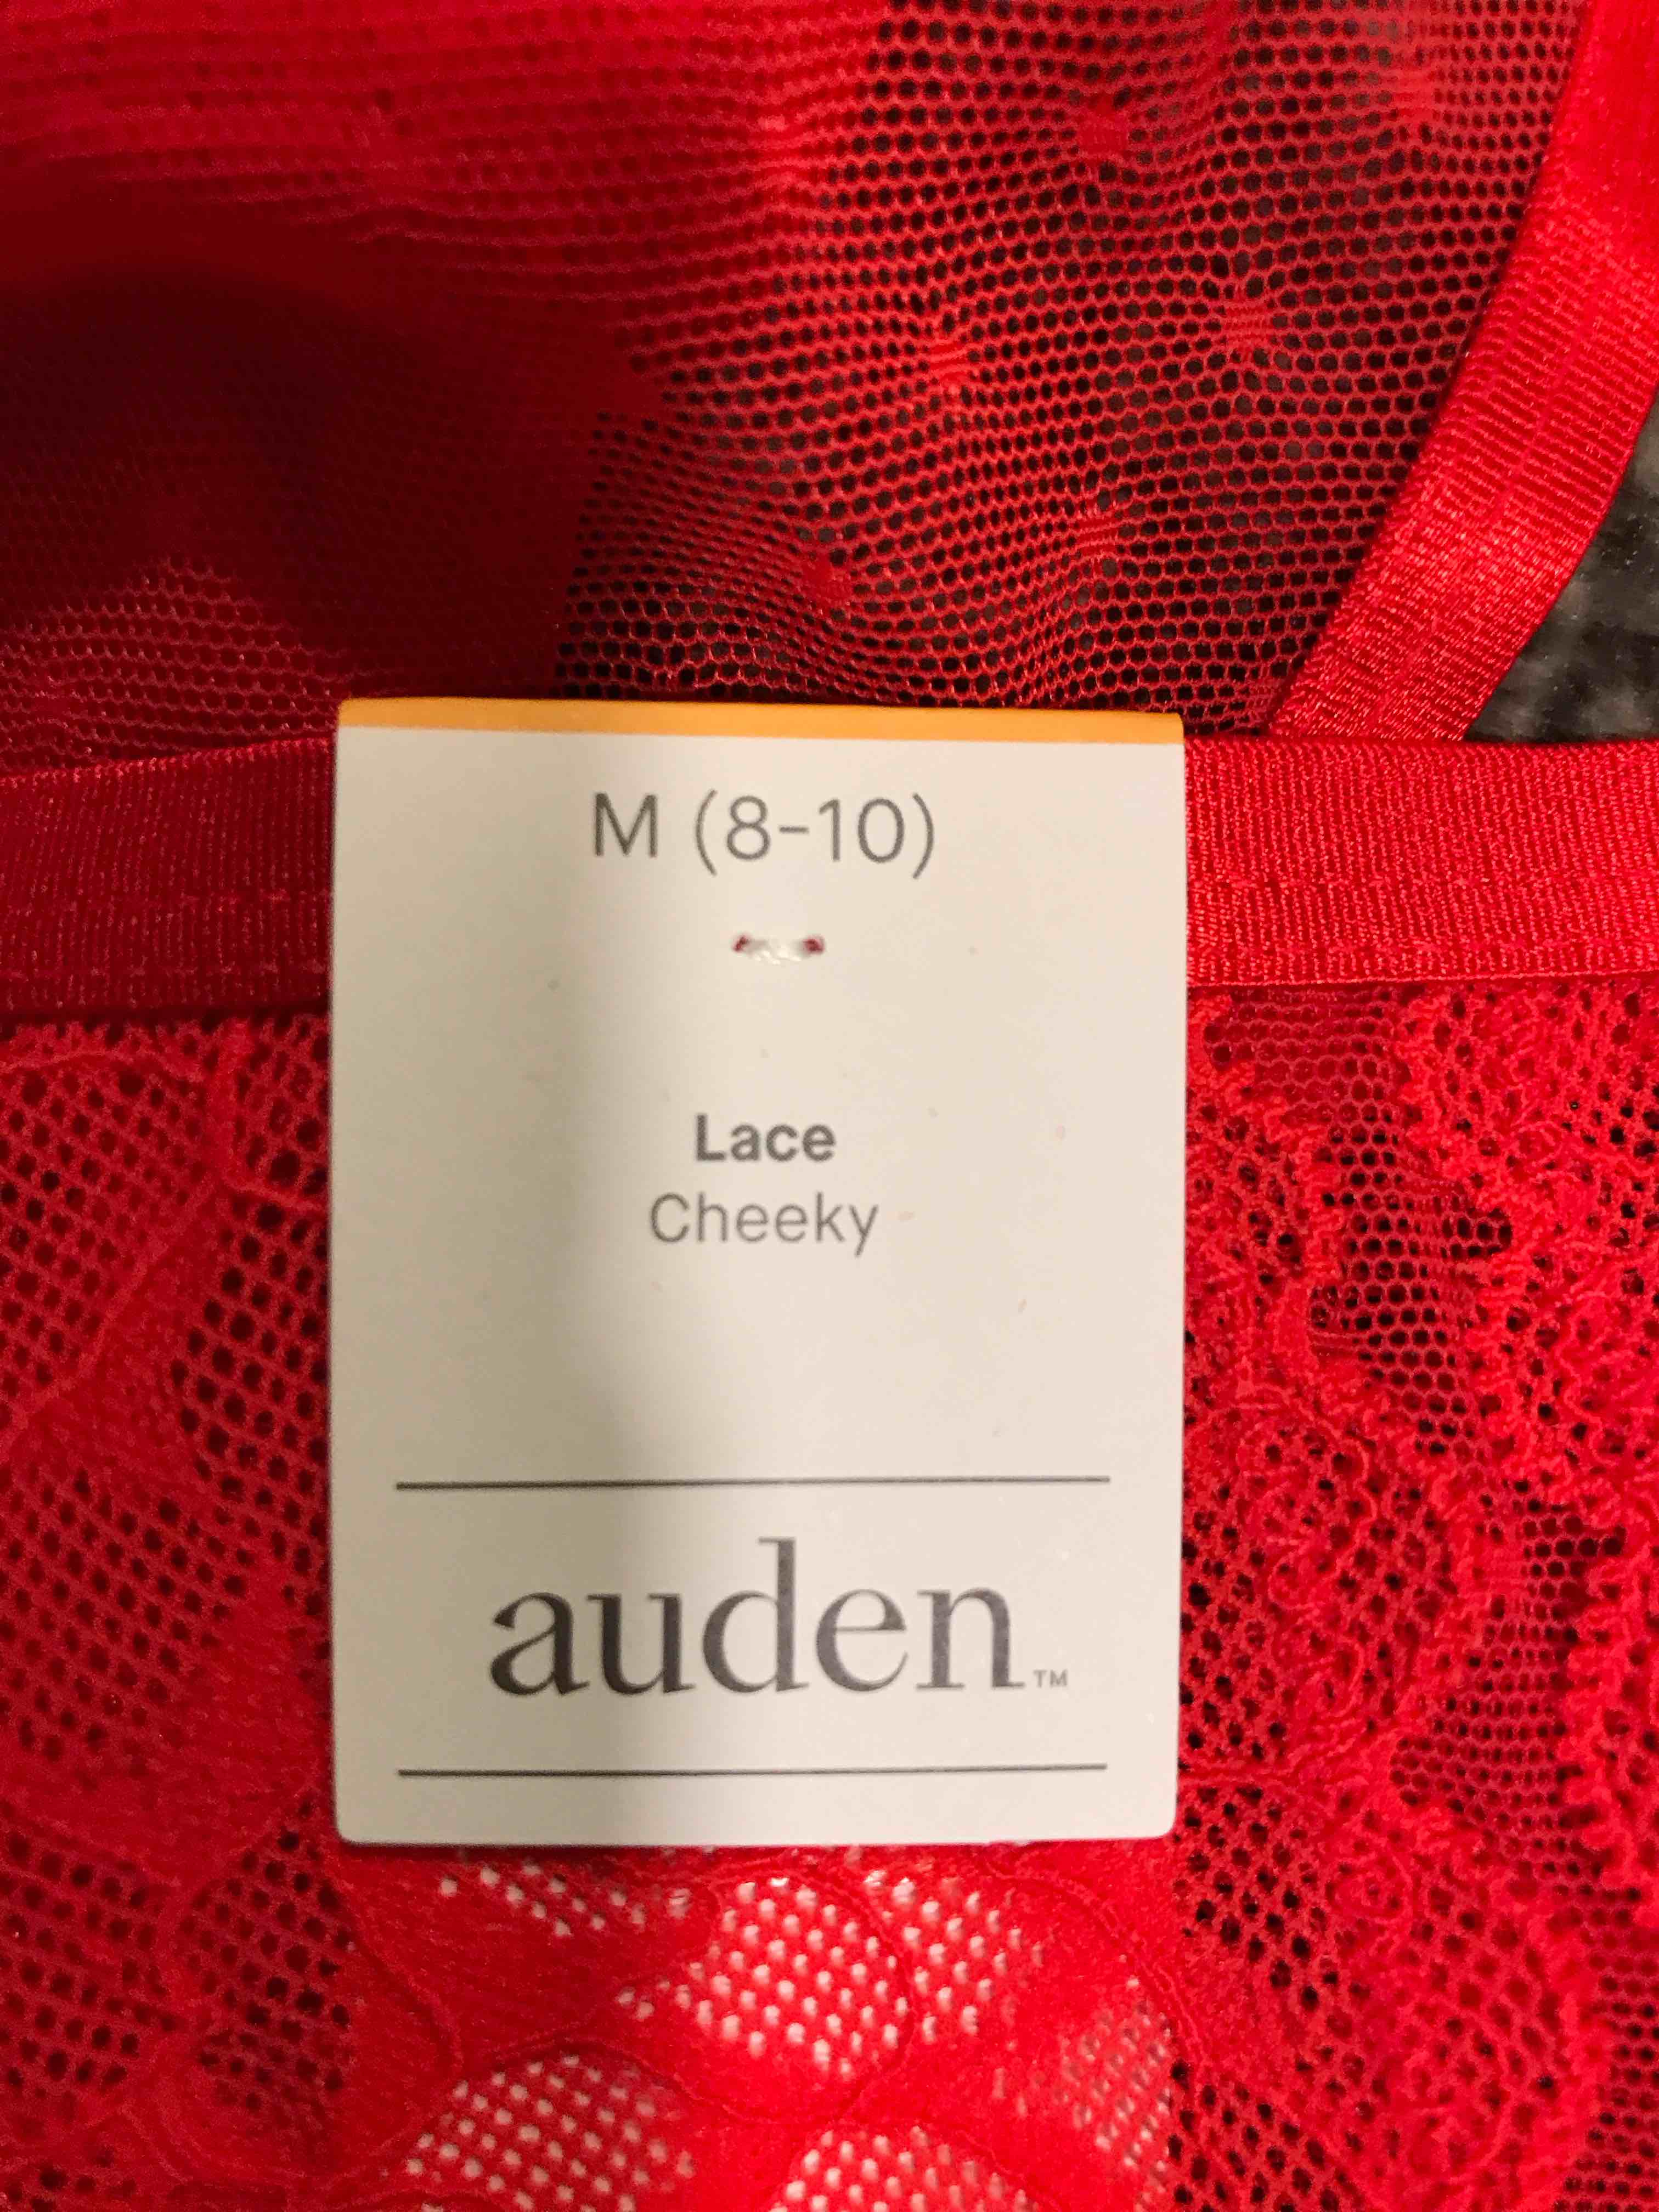 M (8-10)
Lace
Cheeky
auden™